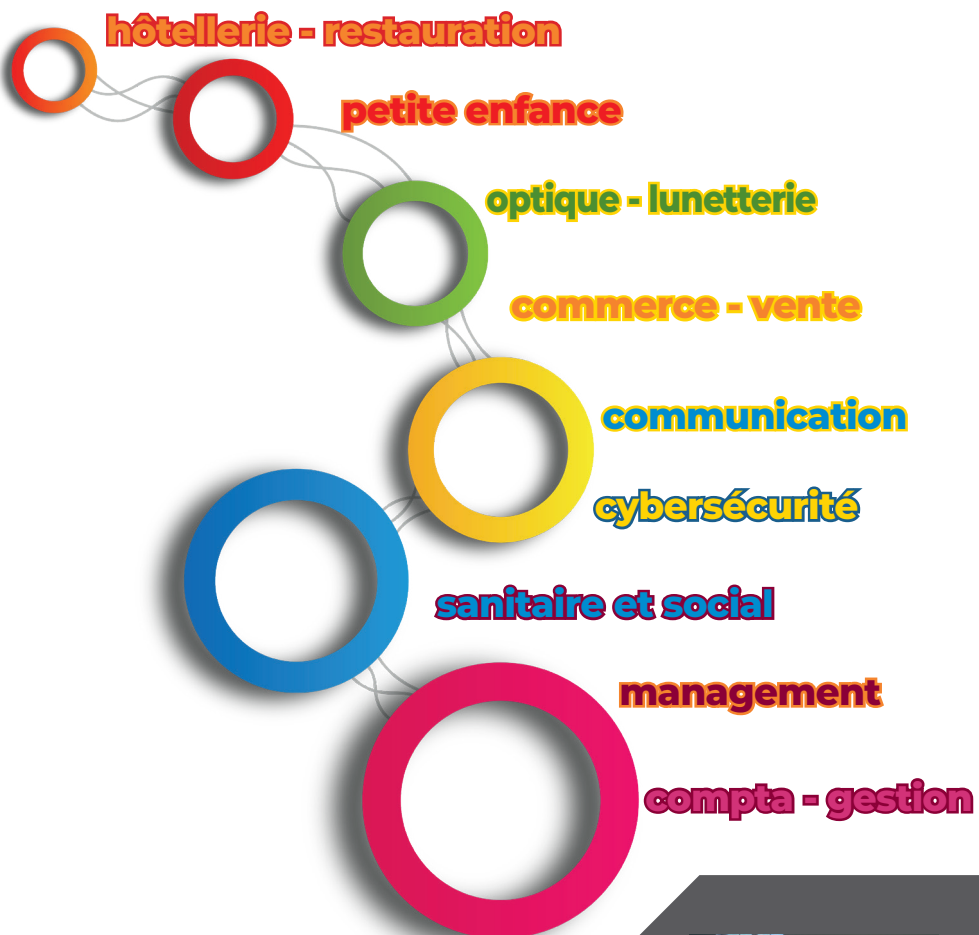 hôtellerie - restauration
petite enfance
optique - lunetterie
commerce - vente
communication
cybersécurité
sanitaire et social
management
compta - gestion